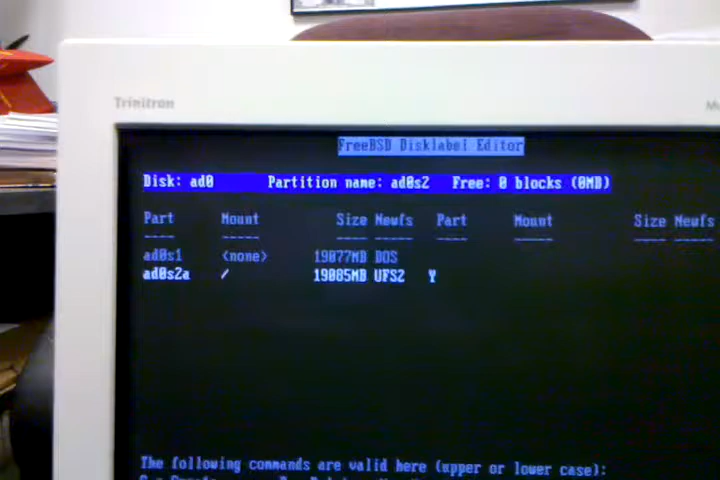 Trinitron
FreeBSD Disklabel Editor
Disk: ad0 Partition name: ad0s2 Free: 0 blocks (0MB)
Part Mount Size Newfs Part Mount Size Newfs
---- ----- ---- ----- ---- ----- ---- -----
ad0s1 <none> 19077MB DOS
ad0s2a / 19085MB UFS2 Y
The following commands are valid here (upper or lower case):